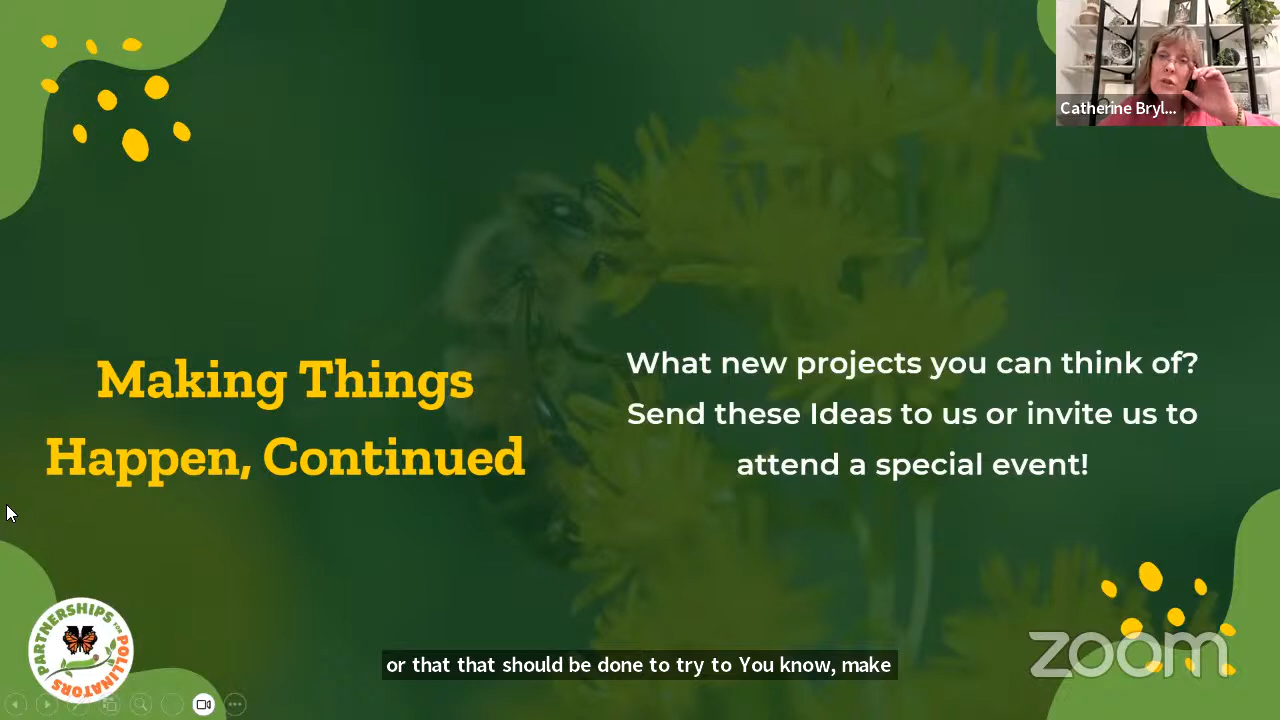 Catherine Bryl...
Making Things
Happen, Continued
What new projects you can think of?
Send these Ideas to us or invite us to
attend a special event!
PARTNERSHIPS FOR POLLINATORS
or that that should be done to try to You know, make
zoom